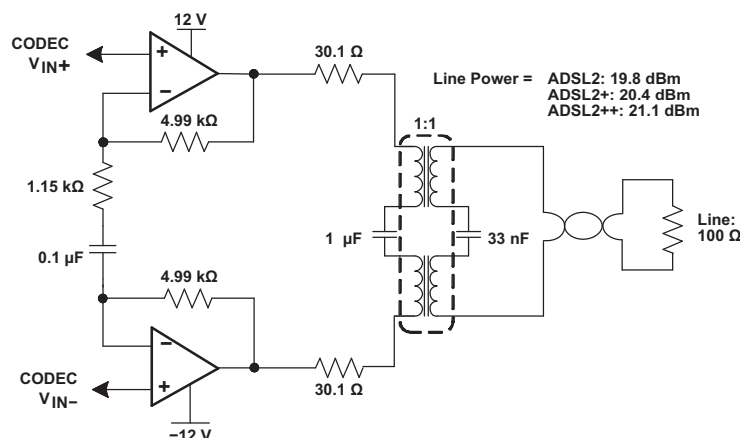 12 V
CODEC
VIN+
+
−
30.1 Ω
Line Power = ADSL2: 19.8 dBm
ADSL2+: 20.4 dBm
ADSL2++: 21.1 dBm
4.99 kΩ
1:1
1.15 kΩ
0.1 µF
1 µF
33 nF
Line:
100 Ω
4.99 kΩ
−
+
CODEC
VIN−
30.1 Ω
−12 V